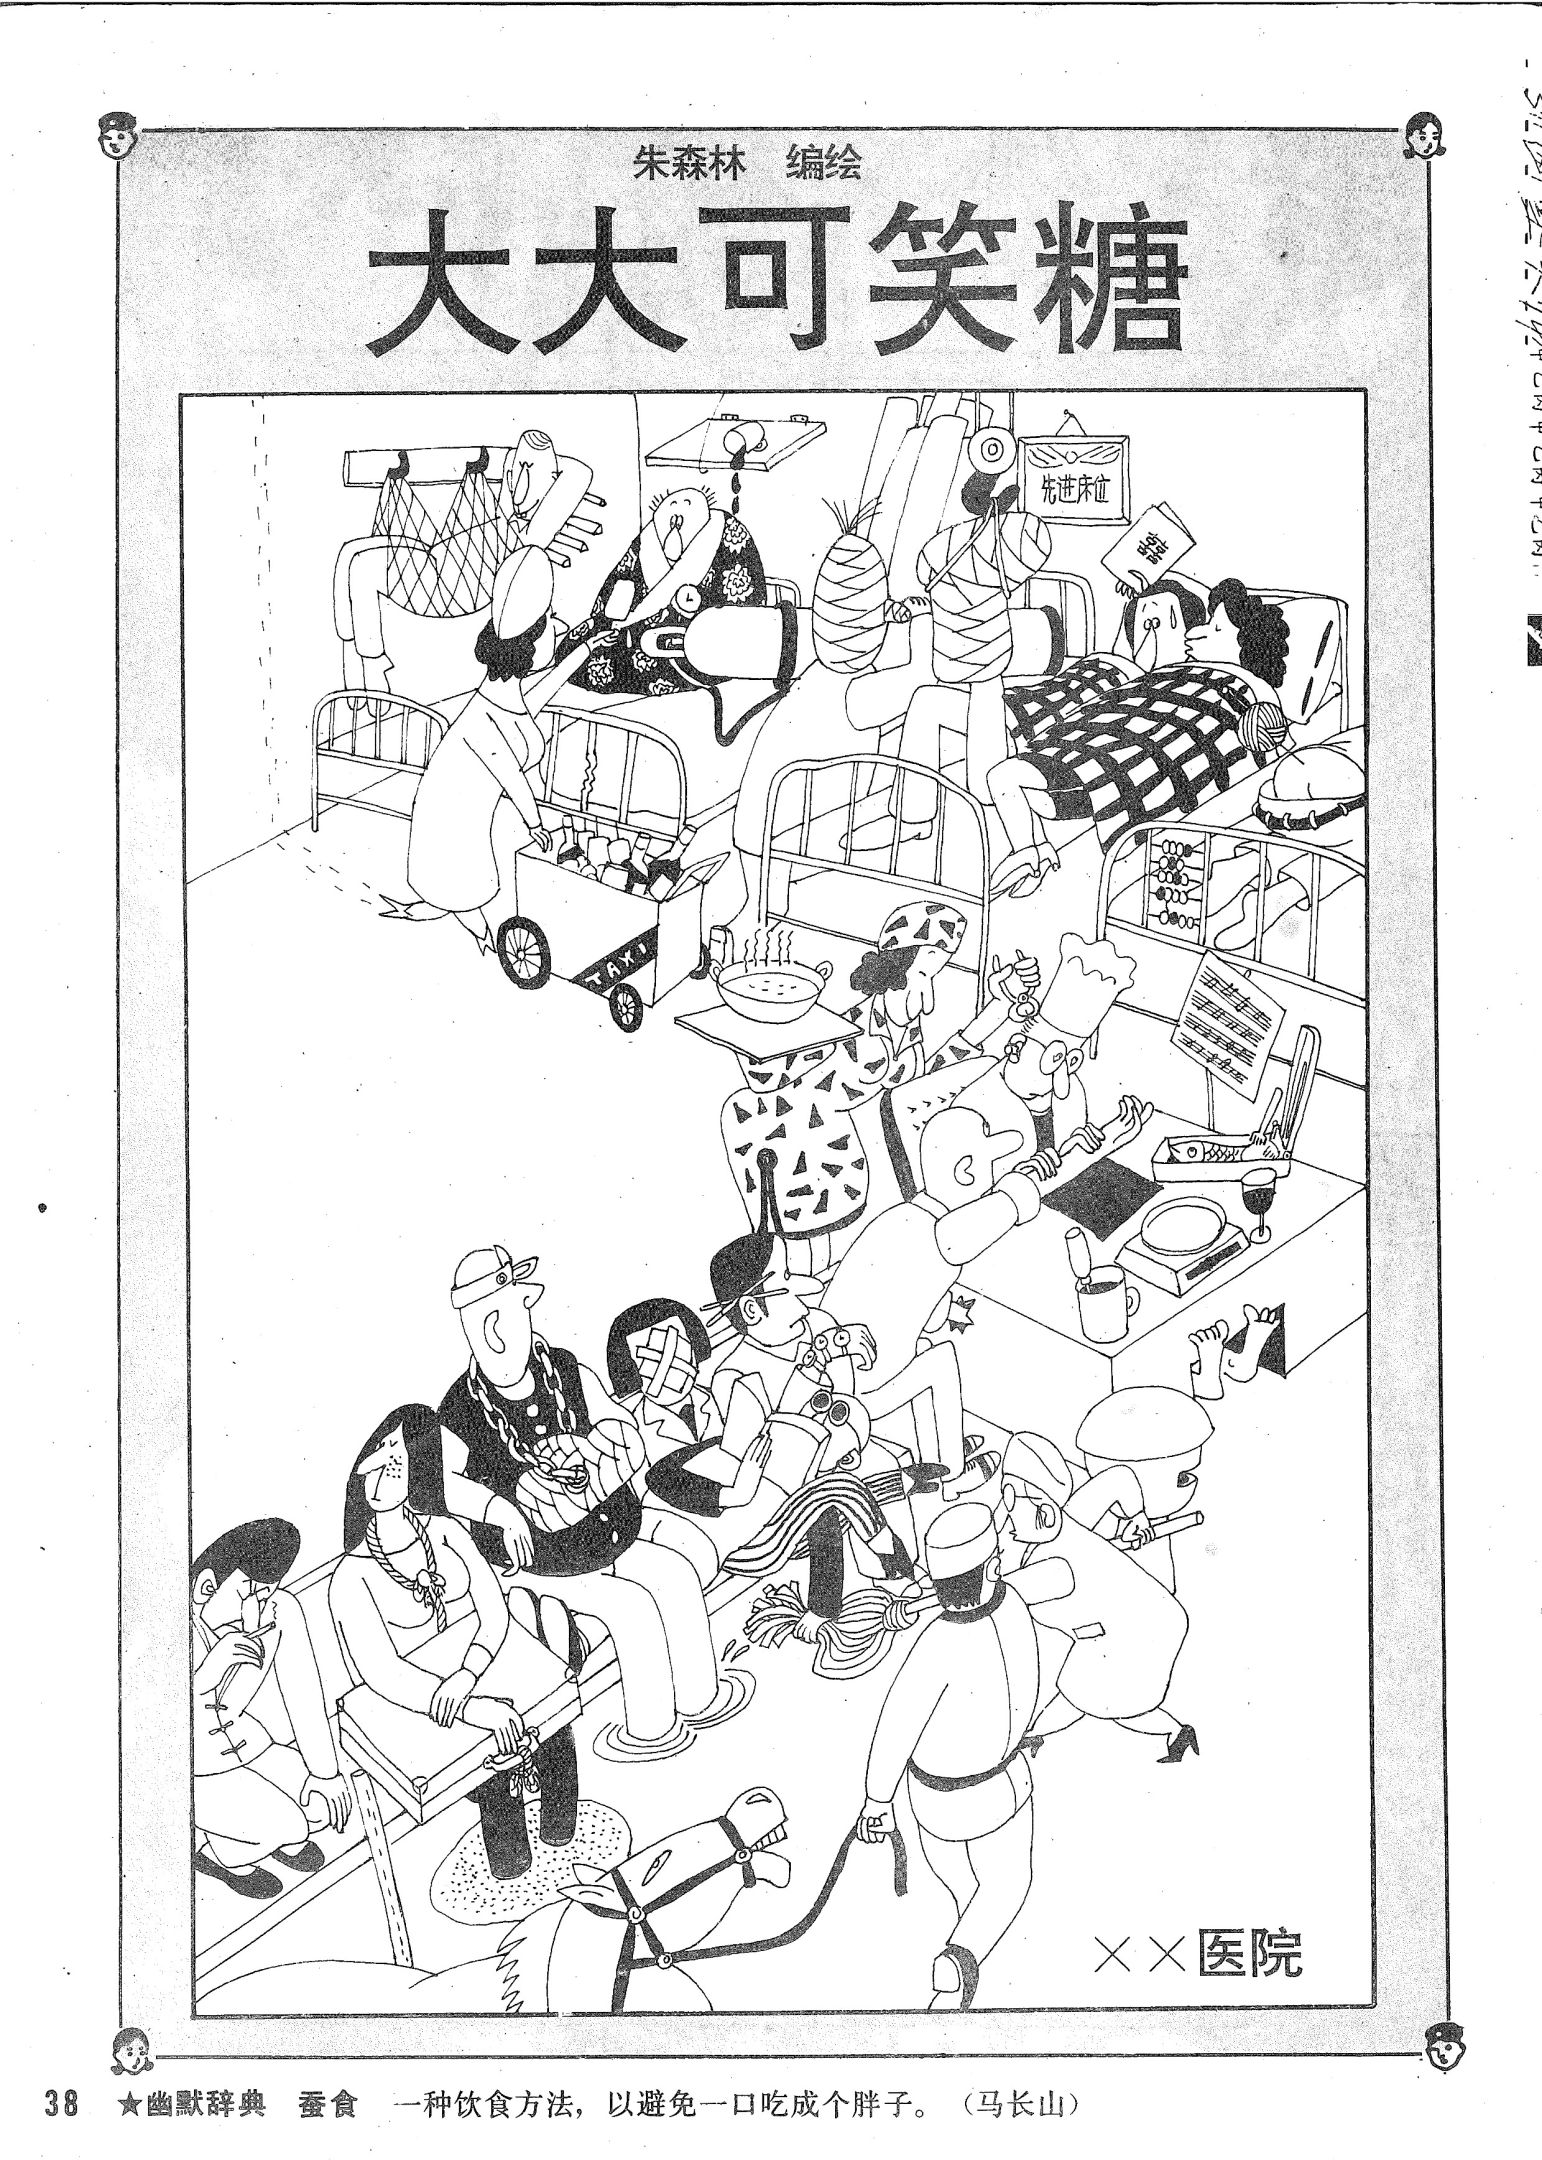 朱森林 编绘
大大可笑糖
先进床位
囍
TAXI
××医院
38 ★幽默辞典 蚕食 一种饮食方法，以避免一口吃成个胖子。（马长山）